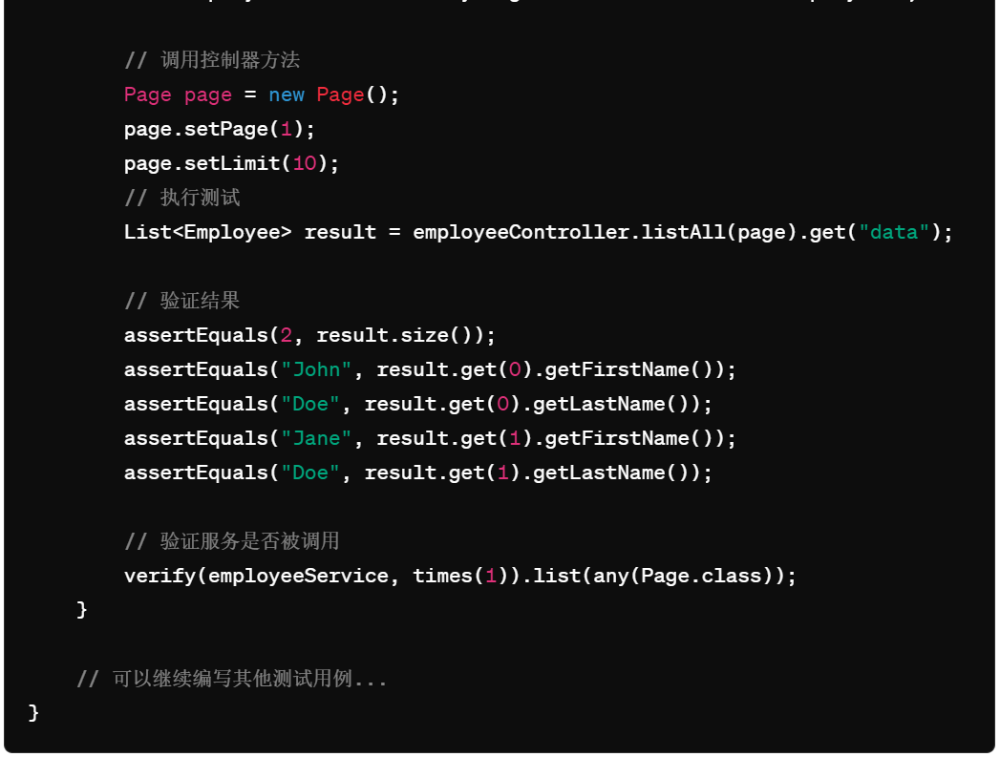 // 调用控制器方法
Page page = new Page();
page.setPage(1);
page.setLimit(10);
// 执行测试
List<Employee> result = employeeController.listAll(page).get("data");
// 验证结果
assertEquals(2, result.size());
assertEquals("John", result.get(0).getFirstName());
assertEquals("Doe", result.get(0).getLastName());
assertEquals("Jane", result.get(1).getFirstName());
assertEquals("Doe", result.get(1).getLastName());
// 验证服务是否被调用
verify(employeeService, times(1)).list(any(Page.class));
}
// 可以继续编写其他测试用例...
}